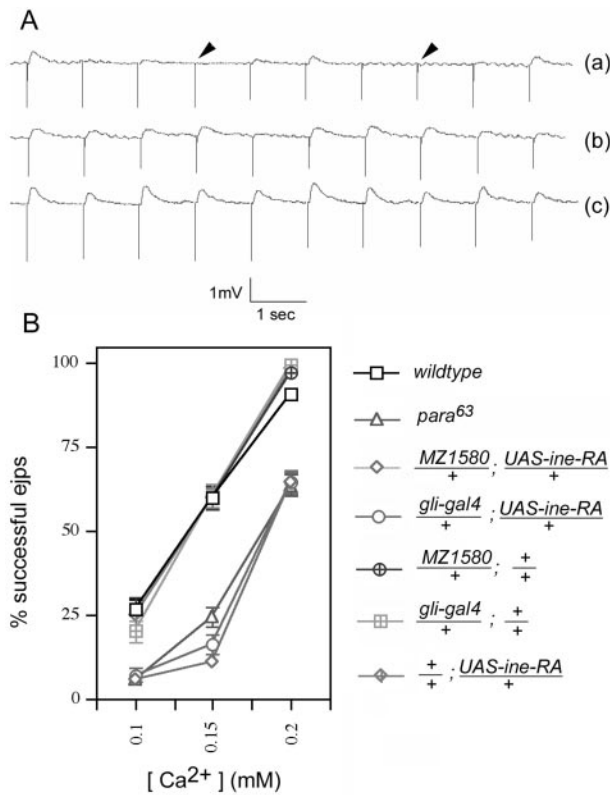 A
(a)
(b)
(c)
1mV
1 sec
B
100
75
50
25
0
% successful ejps
0.1
0.15
0.2
[ Ca2+ ] (mM)
wildtype
para63
MZ1580/+ ; UAS-ine-RA/+
gli-gal4/+ ; UAS-ine-RA/+
MZ1580/+ ; +/+
gli-gal4/+ ; +/+
+/+ ; UAS-ine-RA/+